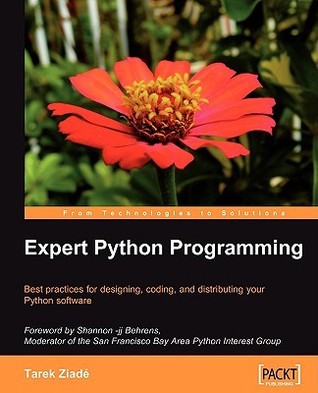 From Technologies to Solutions
Expert Python Programming
Best practices for designing, coding, and distributing your
Python software
Foreword by Shannon -jj Behrens,
Moderator of the San Francisco Bay Area Python Interest Group
Tarek Ziadé
PACKT
PUBLISHING